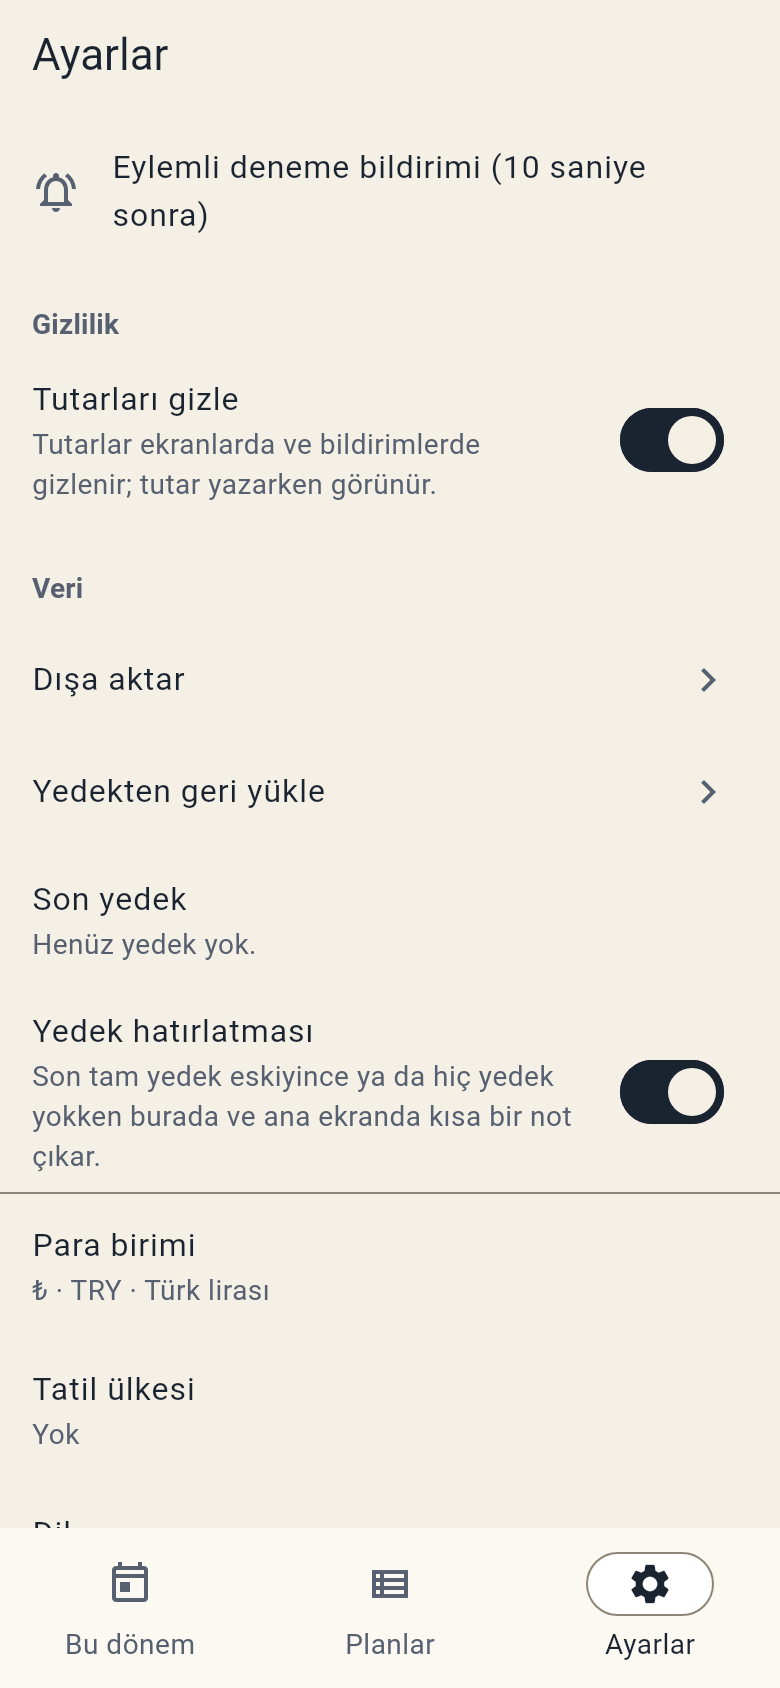 Ayarlar
Eylemli deneme bildirimi (10 saniye
sonra)
Gizlilik
Tutarları gizle
Tutarlar ekranlarda ve bildirimlerde
gizlenir; tutar yazarken görünür.
Veri
Dışa aktar
Yedekten geri yükle
Son yedek
Henüz yedek yok.
Yedek hatırlatması
Son tam yedek eskiyince ya da hiç yedek
yokken burada ve ana ekranda kısa bir not
çıkar.
Para birimi
₺ · TRY · Türk lirası
Tatil ülkesi
Yok
Bu dönem
Planlar
Ayarlar